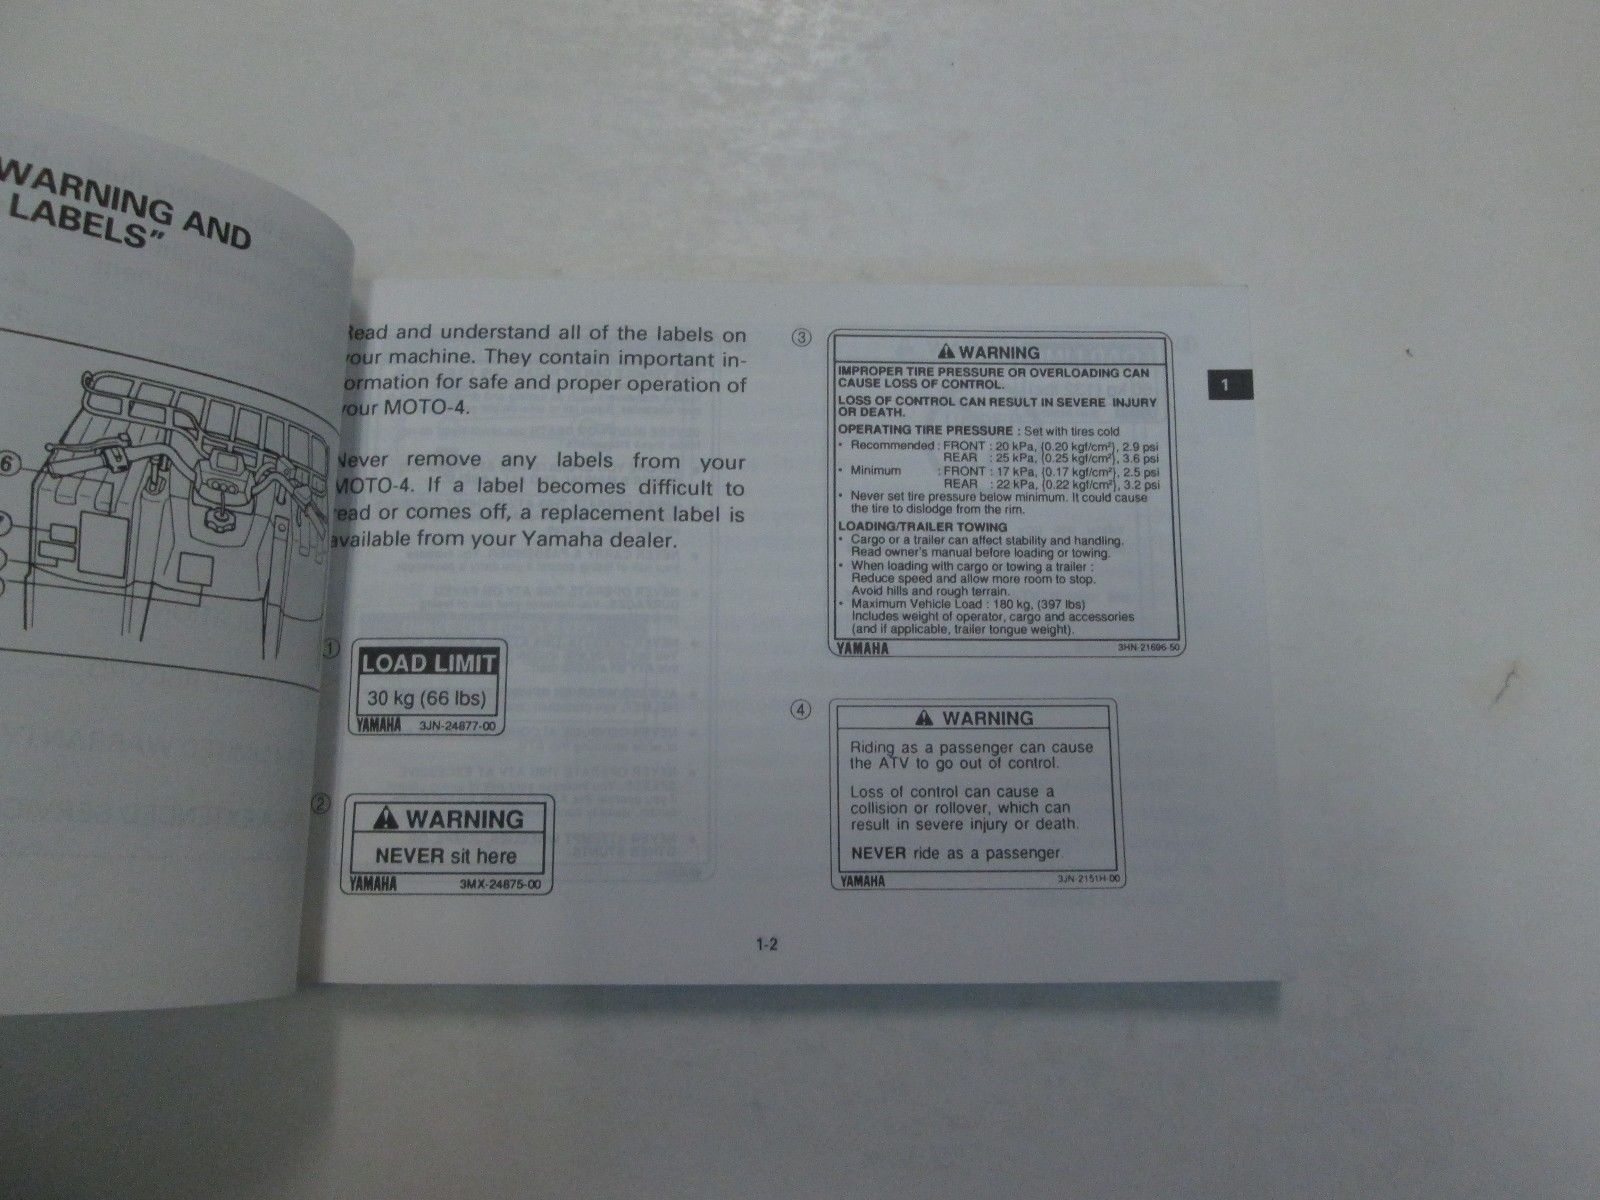 WARNING AND
LABELS"
6
Read and understand all of the labels on
your machine. They contain important in-
formation for safe and proper operation of
your MOTO-4.
Never remove any labels from your
MOTO-4. If a label becomes difficult to
read or comes off, a replacement label is
available from your Yamaha dealer.
1
LOAD LIMIT
30 kg (66 lbs)
YAMAHA 3JN-24877-00
2
WARNING
NEVER sit here
YAMAHA 3MX-24875-00
3
WARNING
IMPROPER TIRE PRESSURE OR OVERLOADING CAN
CAUSE LOSS OF CONTROL.
LOSS OF CONTROL CAN RESULT IN SEVERE INJURY
OR DEATH.
OPERATING TIRE PRESSURE : Set with tires cold
• Recommended : FRONT : 20 kPa, (0.20 kgf/cm²), 2.9 psi
REAR : 25 kPa, (0.25 kgf/cm²), 3.6 psi
• Minimum : FRONT : 17 kPa, (0.17 kgf/cm²), 2.5 psi
REAR : 22 kPa, (0.22 kgf/cm²), 3.2 psi
• Never set tire pressure below minimum. It could cause
the tire to dislodge from the rim.
LOADING/TRAILER TOWING
• Cargo or a trailer can affect stability and handling.
Read owner's manual before loading or towing.
• When loading with cargo or towing a trailer :
Reduce speed and allow more room to stop.
Avoid hills and rough terrain.
• Maximum Vehicle Load : 180 kg, (397 lbs)
Includes weight of operator, cargo and accessories
(and if applicable, trailer tongue weight).
YAMAHA 3HN-21696-50
4
WARNING
Riding as a passenger can cause
the ATV to go out of control.
Loss of control can cause a
collision or rollover, which can
result in severe injury or death.
NEVER ride as a passenger.
YAMAHA 3JN-2151H-00
1
1-2